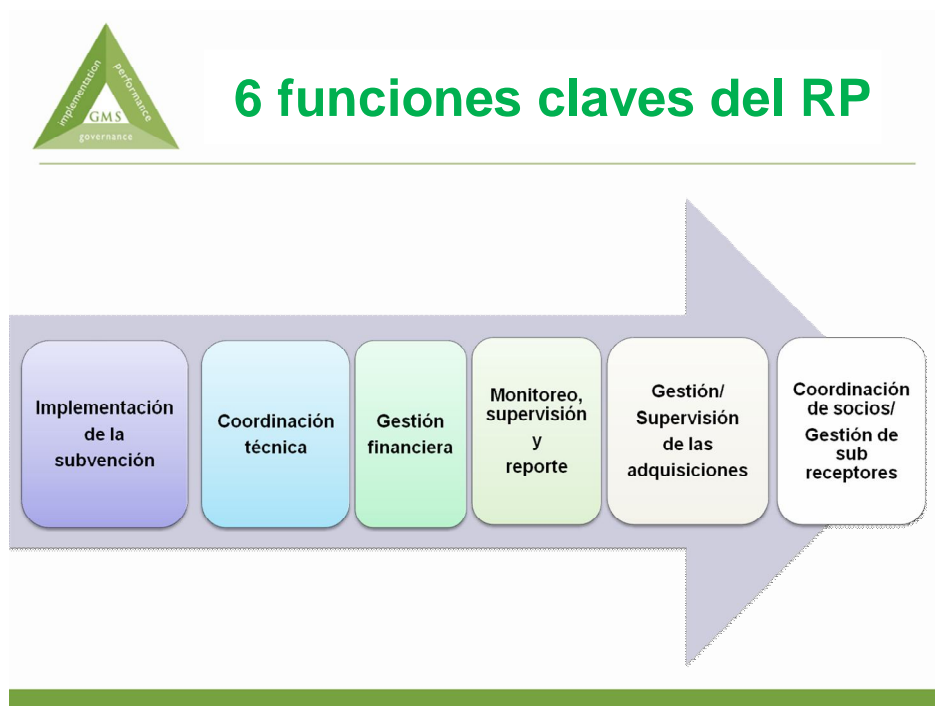 implementation
performance
GMS
governance
6 funciones claves del RP
Implementación
de la
subvención
Coordinación
técnica
Gestión
financiera
Monitoreo,
supervisión
y
reporte
Gestión/
Supervisión
de las
adquisiciones
Coordinación
de socios/
Gestión de
sub
receptores